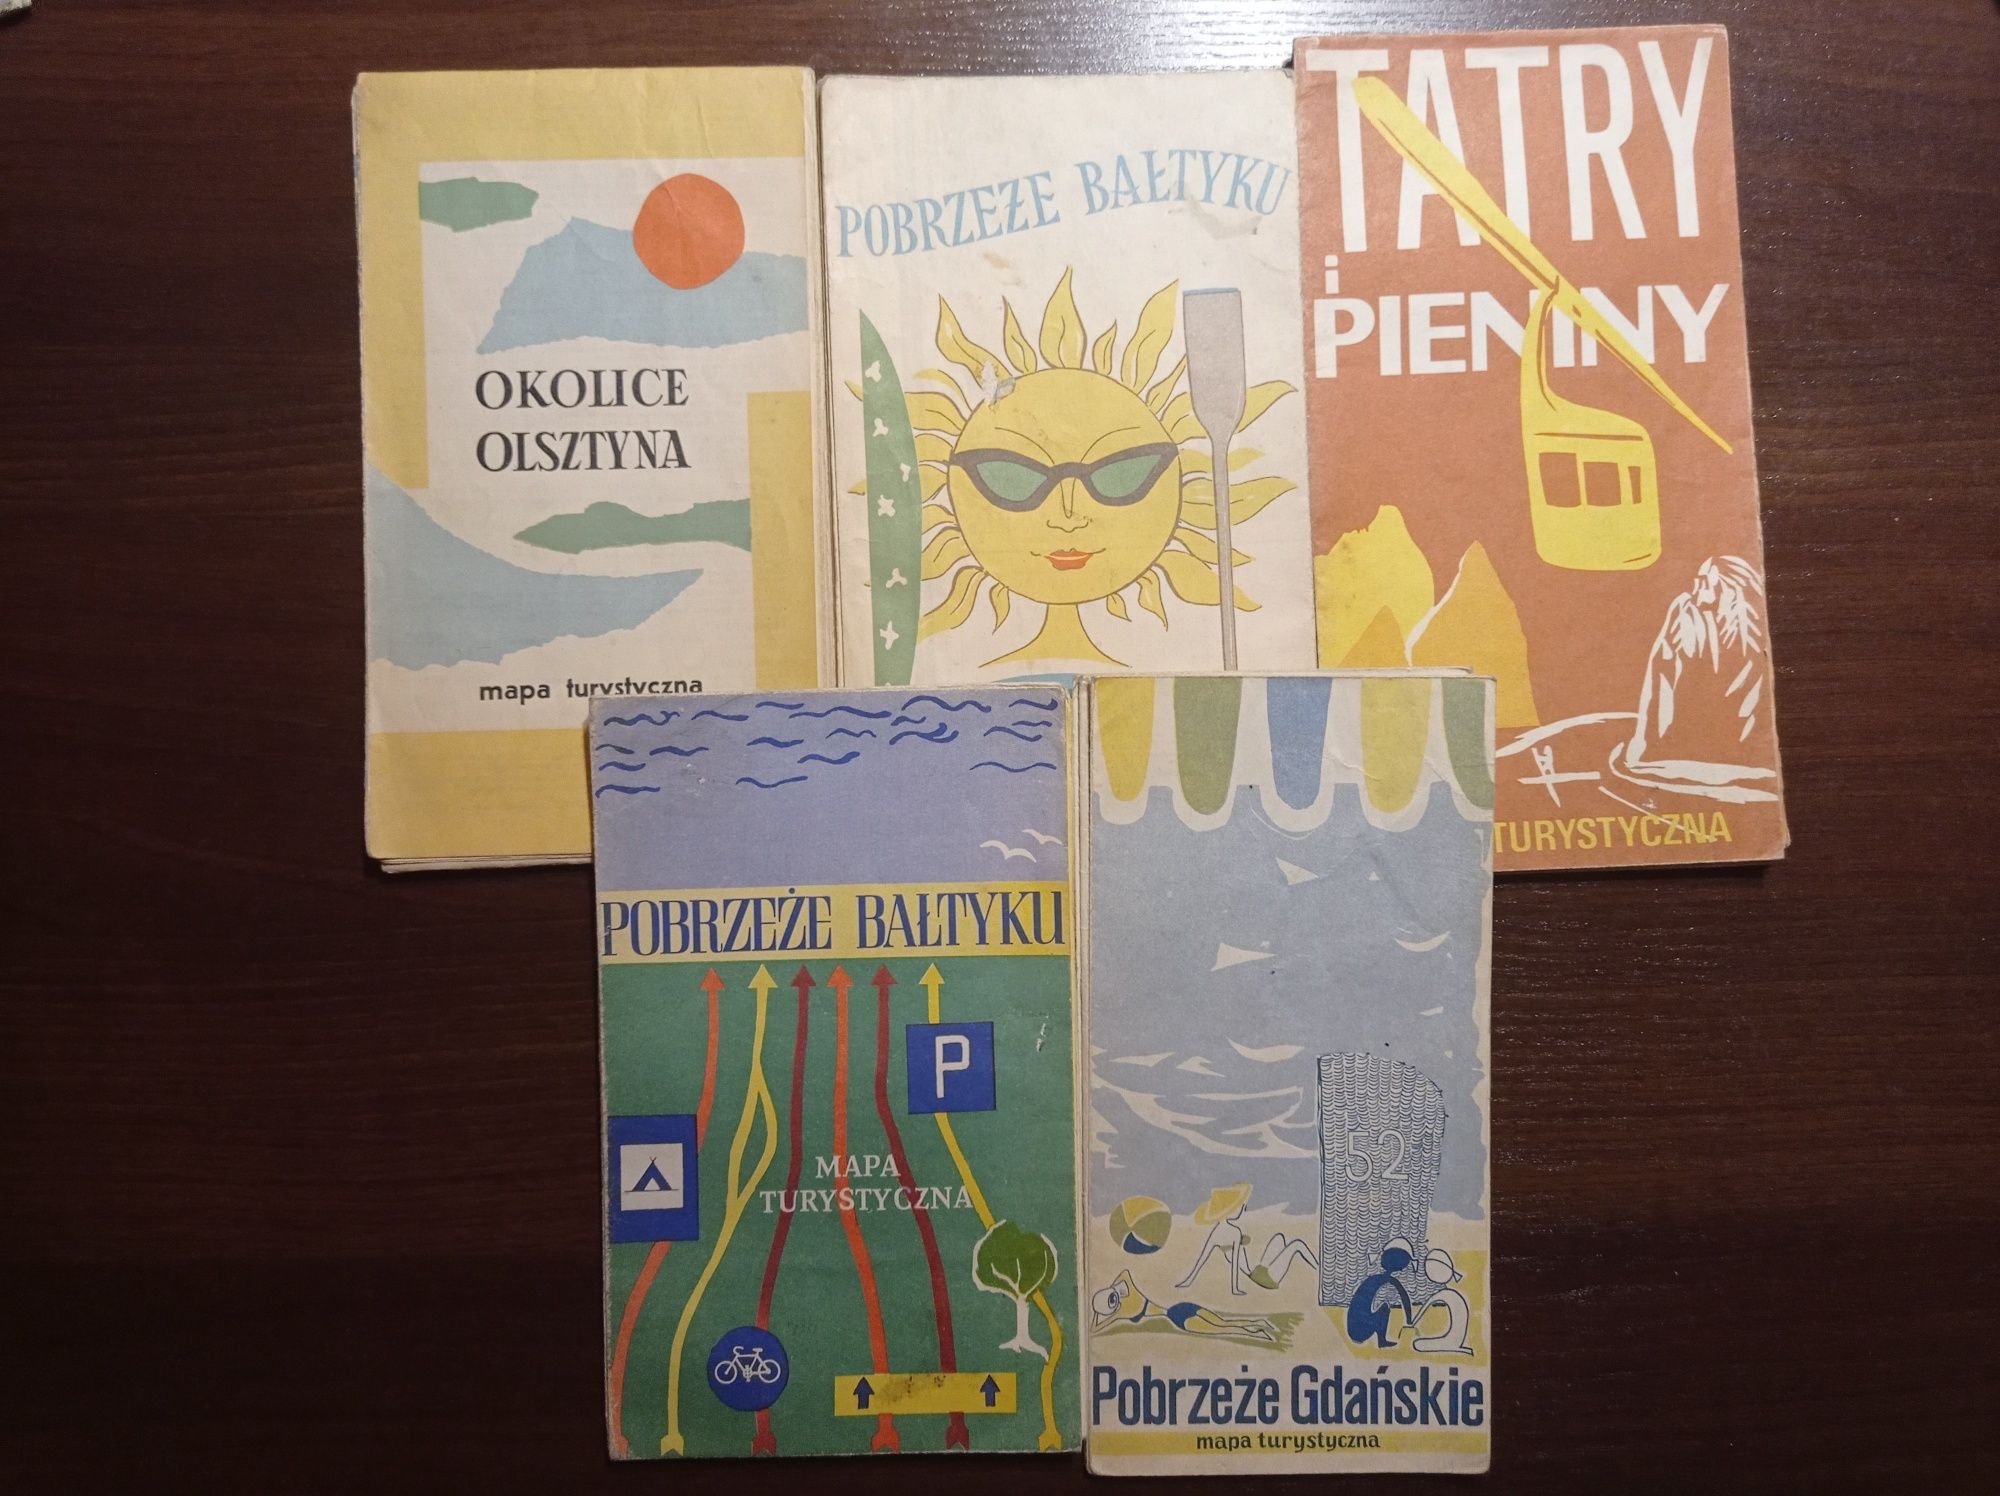 OKOLICE
OLSZTYNA
mapa turystyczna
POBRZEŻE BAŁTYKU
TATRY
i
PIENINY
TURYSTYCZNA
POBRZEŻE BAŁTYKU
P
MAPA
TURYSTYCZNA
52
Pobrzeże Gdańskie
mapa turystyczna